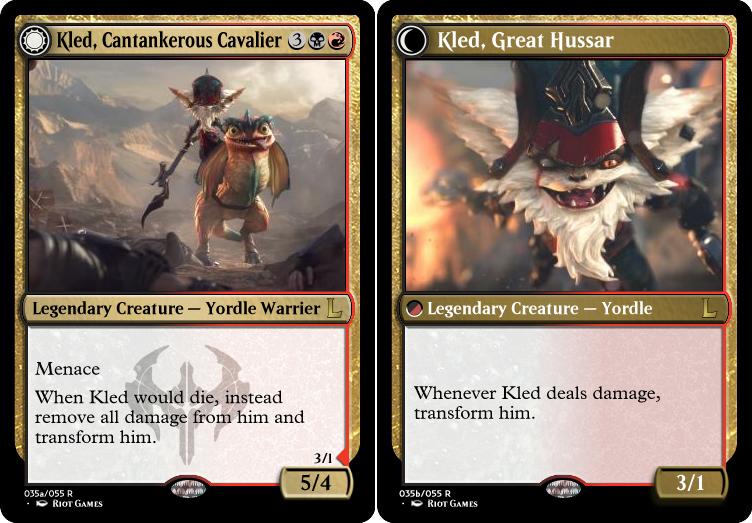 Kled, Cantankerous Cavalier 3
Legendary Creature — Yordle Warrier L
Menace
When Kled would die, instead
remove all damage from him and
transform him.
3/1
5/4
035a/055 R
· Riot Games
Kled, Great Hussar
Legendary Creature — Yordle L
Whenever Kled deals damage,
transform him.
3/1
035b/055 R
· Riot Games